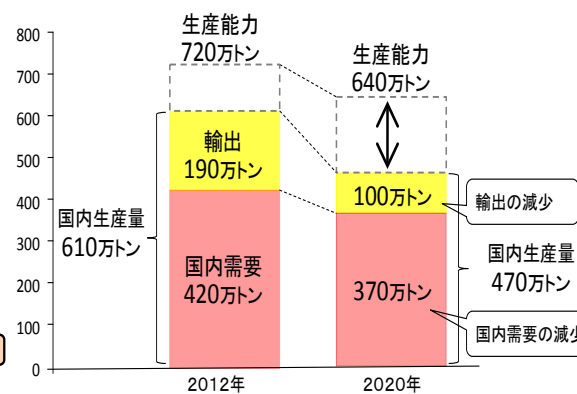 800
700
600
500
400
300
200
100
0
生産能力
720万トン
輸出
190万トン
国内生産量
610万トン
国内需要
420万トン
2012年
生産能力
640万トン
100万トン
輸出の減少
国内生産量
470万トン
370万トン
国内需要の減少
2020年